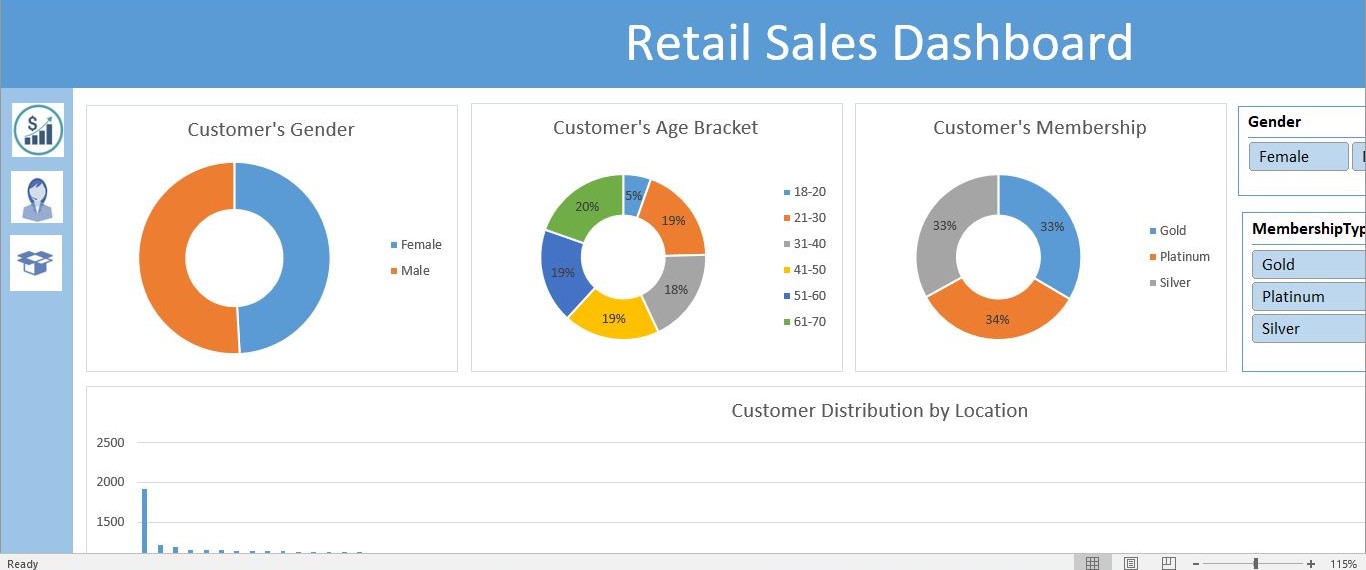 Retail Sales Dashboard
$
Customer's Gender
Female
Male
Customer's Age Bracket
5%
19%
18%
19%
19%
20%
18-20
21-30
31-40
41-50
51-60
61-70
Customer's Membership
33%
34%
33%
Gold
Platinum
Silver
Gender
Female
MembershipTyp
Gold
Platinum
Silver
Customer Distribution by Location
2500
2000
1500
Ready
115%